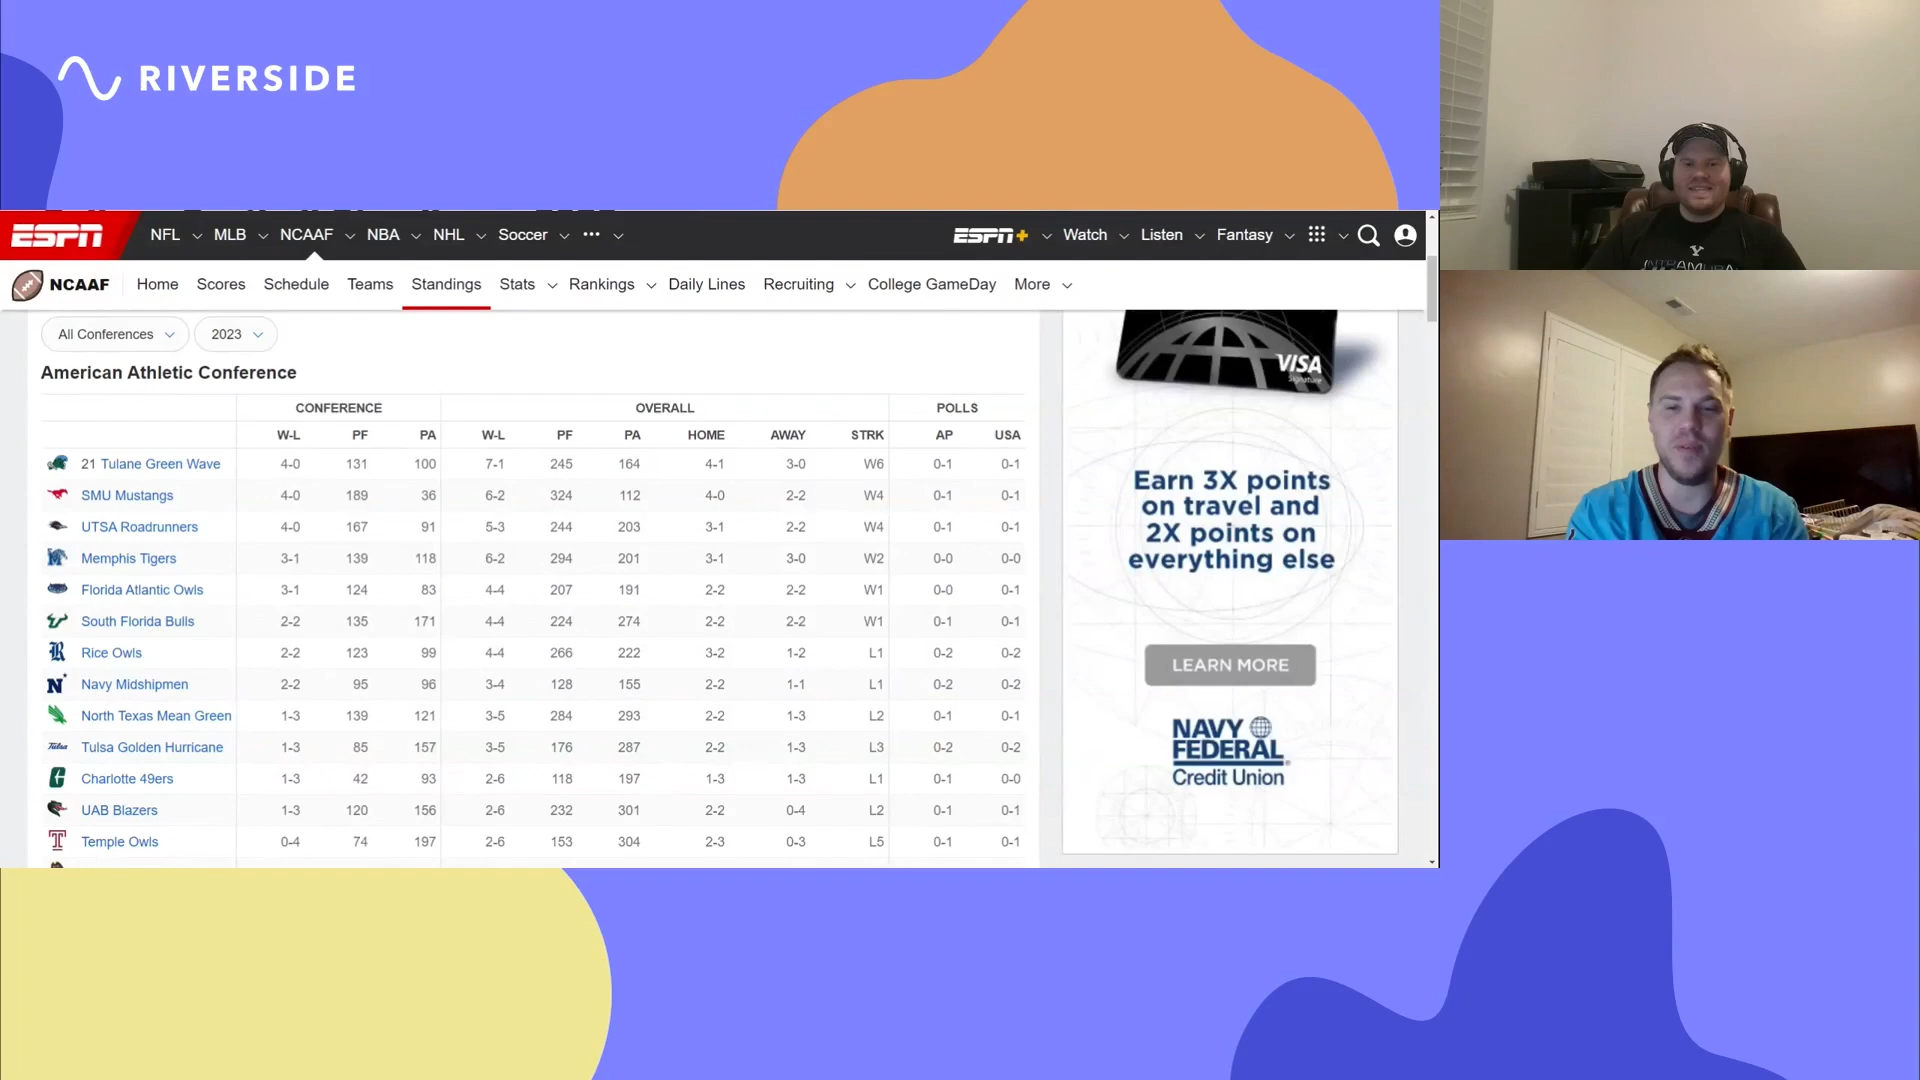 RIVERSIDE
ESPN NFL MLB NCAAF NBA NHL Soccer ••• ESPN+ Watch Listen Fantasy
NCAAF Home Scores Schedule Teams Standings Stats Rankings Daily Lines Recruiting College GameDay More
All Conferences 2023
American Athletic Conference
CONFERENCE OVERALL POLLS
W-L PF PA W-L PF PA HOME AWAY STRK AP USA
21 Tulane Green Wave 4-0 131 100 7-1 245 164 4-1 3-0 W6 0-1 0-1
SMU Mustangs 4-0 189 36 6-2 324 112 4-0 2-2 W4 0-1 0-1
UTSA Roadrunners 4-0 167 91 5-3 244 203 3-1 2-2 W4 0-1 0-1
Memphis Tigers 3-1 139 118 6-2 294 201 3-1 3-0 W2 0-0 0-0
Florida Atlantic Owls 3-1 124 83 4-4 207 191 2-2 2-2 W1 0-0 0-1
South Florida Bulls 2-2 135 171 4-4 224 274 2-2 2-2 W1 0-1 0-1
Rice Owls 2-2 123 99 4-4 266 222 3-2 1-2 L1 0-2 0-2
Navy Midshipmen 2-2 95 96 3-4 128 155 2-2 1-1 L1 0-2 0-2
North Texas Mean Green 1-3 139 121 3-5 284 293 2-2 1-3 L2 0-1 0-1
Tulsa Golden Hurricane 1-3 85 157 3-5 176 287 2-2 1-3 L3 0-2 0-2
Charlotte 49ers 1-3 42 93 2-6 118 197 1-3 1-3 L1 0-1 0-0
UAB Blazers 1-3 120 156 2-6 232 301 2-2 0-4 L2 0-1 0-1
Temple Owls 0-4 74 197 2-6 153 304 2-3 0-3 L5 0-1 0-1
VISA
Signature
Earn 3X points
on travel and
2X points on
everything else
LEARN MORE
NAVY
FEDERAL
Credit Union
Y